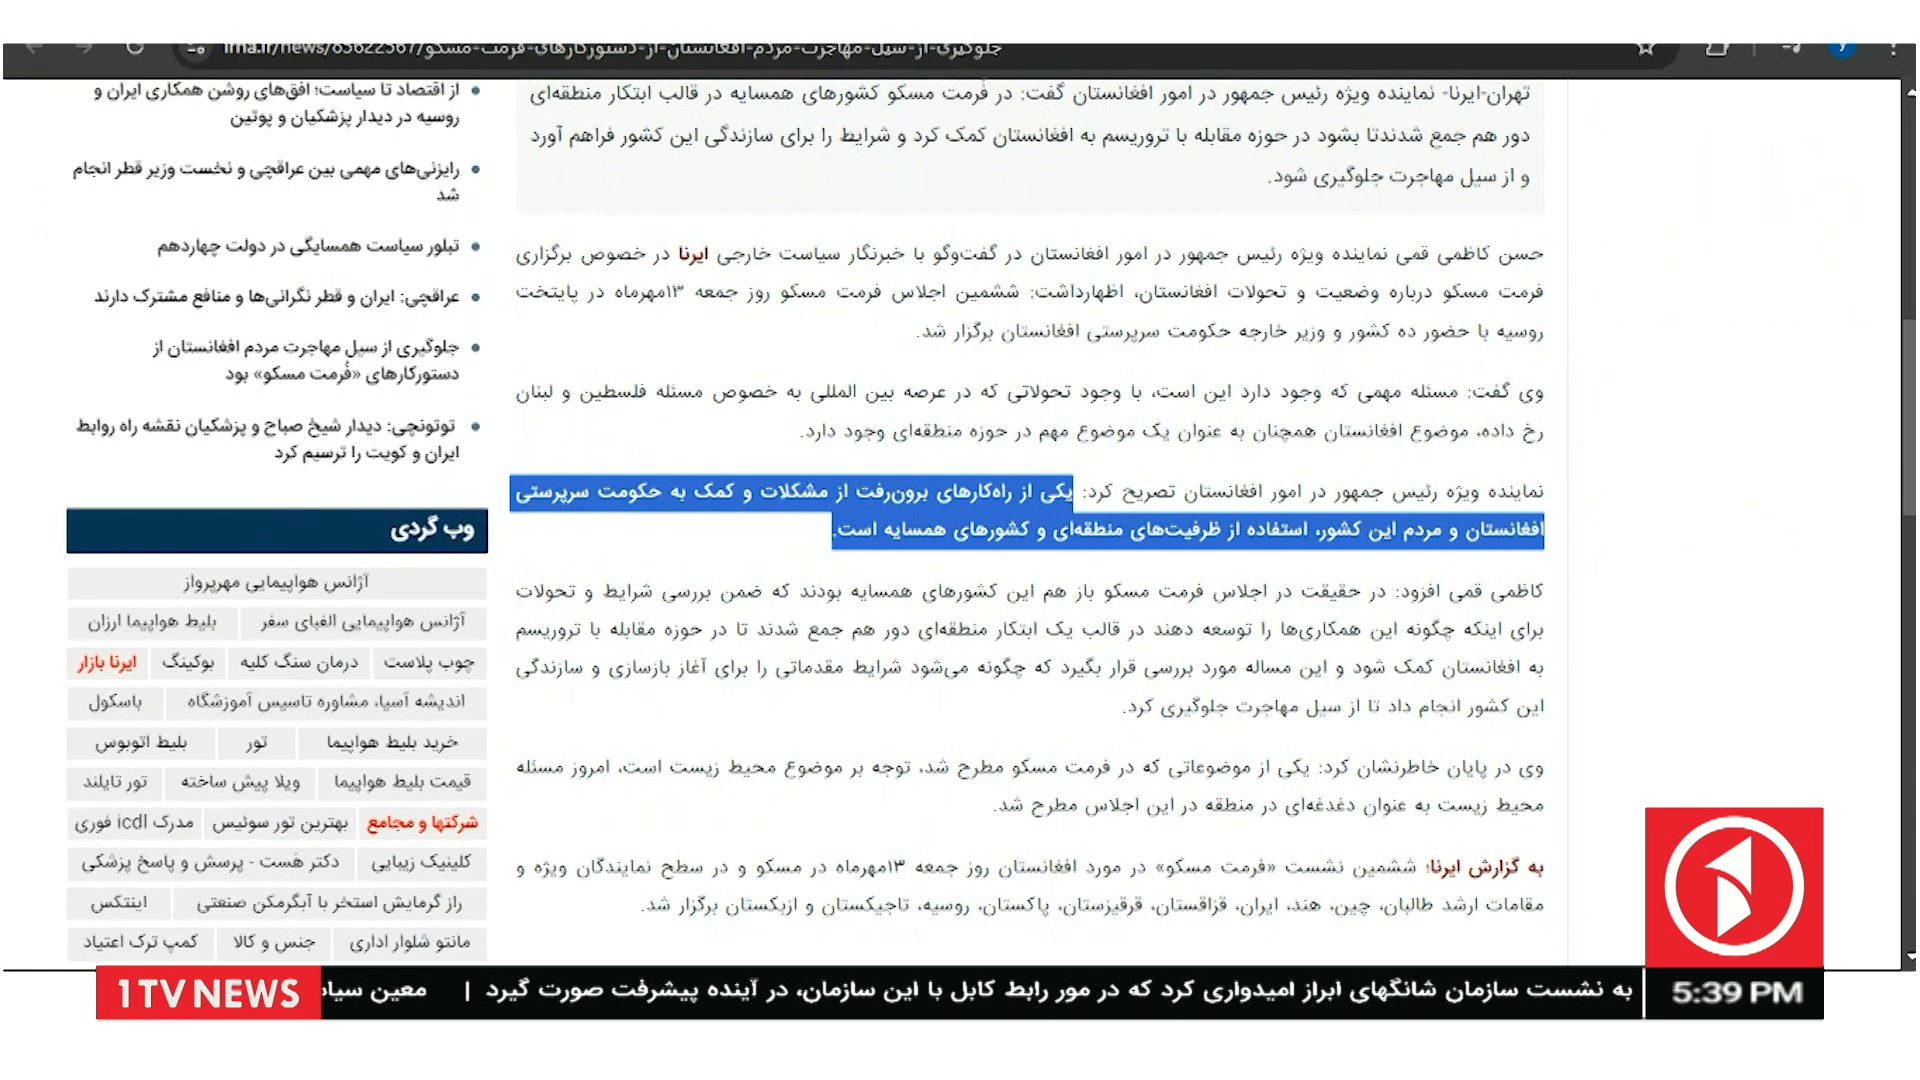 irna.ir/news/85622567/جلوگیری-از-سیل-مهاجرت-مردم-افغانستان-از-دستورکارهای-فرمت-مسکو
تهران-ایرنا- نماینده ویژه رئیس جمهور در امور افغانستان گفت: در فُرمت مسکو کشورهای همسایه در قالب ابتکار منطقه‌ای
دور هم جمع شدندتا بشود در حوزه مقابله با تروریسم به افغانستان کمک کرد و شرایط را برای سازندگی این کشور فراهم آورد
و از سیل مهاجرت جلوگیری شود.
حسن کاظمی قمی نماینده ویژه رئیس جمهور در امور افغانستان در گفت‌وگو با خبرنگار سیاست خارجی ایرنا در خصوص برگزاری
فرمت مسکو درباره وضعیت و تحولات افغانستان، اظهارداشت: ششمین اجلاس فرمت مسکو روز جمعه ۱۳مهرماه در پایتخت
روسیه با حضور ده کشور و وزیر خارجه حکومت سرپرستی افغانستان برگزار شد.
وی گفت: مسئله مهمی که وجود دارد این است، با وجود تحولاتی که در عرصه بین المللی به خصوص مسئله فلسطین و لبنان
رخ داده، موضوع افغانستان همچنان به عنوان یک موضوع مهم در حوزه منطقه‌ای وجود دارد.
نماینده ویژه رئیس جمهور در امور افغانستان تصریح کرد: یکی از راه‌کارهای برون‌رفت از مشکلات و کمک به حکومت سرپرستی
افغانستان و مردم این کشور، استفاده از ظرفیت‌های منطقه‌ای و کشورهای همسایه است.
کاظمی قمی افزود: در حقیقت در اجلاس فرمت مسکو باز هم این کشورهای همسایه بودند که ضمن بررسی شرایط و تحولات
برای اینکه چگونه این همکاری‌ها را توسعه دهند در قالب یک ابتکار منطقه‌ای دور هم جمع شدند تا در حوزه مقابله با تروریسم
به افغانستان کمک شود و این مساله مورد بررسی قرار بگیرد که چگونه می‌شود شرایط مقدماتی را برای آغاز بازسازی و سازندگی
این کشور انجام داد تا از سیل مهاجرت جلوگیری کرد.
وی در پایان خاطرنشان کرد: یکی از موضوعاتی که در فرمت مسکو مطرح شد، توجه بر موضوع محیط زیست است، امروز مسئله
محیط زیست به عنوان دغدغه‌ای در منطقه در این اجلاس مطرح شد.
به گزارش ایرنا؛ ششمین نشست «فرمت مسکو» در مورد افغانستان روز جمعه ۱۳مهرماه در مسکو و در سطح نمایندگان ویژه و
مقامات ارشد طالبان، چین، هند، ایران، قزاقستان، قرقیزستان، پاکستان، روسیه، تاجیکستان و ازبکستان برگزار شد.
از اقتصاد تا سیاست؛ افق‌های روشن همکاری ایران و
روسیه در دیدار پزشکیان و پوتین
رایزنی‌های مهمی بین عراقچی و نخست وزیر قطر انجام
شد
تبلور سیاست همسایگی در دولت چهاردهم
عراقچی: ایران و قطر نگرانی‌ها و منافع مشترک دارند
جلوگیری از سیل مهاجرت مردم افغانستان از
دستورکارهای «فُرمت مسکو» بود
توتونچی: دیدار شیخ صباح و پزشکیان نقشه راه روابط
ایران و کویت را ترسیم کرد
وب گردی
آژانس هواپیمایی مهرپرواز
آژانس هواپیمایی الفبای سفر بلیط هواپیما ارزان
چوب پلاست درمان سنگ کلیه بوکینگ ایرنا بازار
اندیشه آسیا، مشاوره تاسیس آموزشگاه باسکول
خرید بلیط هواپیما تور بلیط اتوبوس
قیمت بلیط هواپیما ویلا پیش ساخته تور تایلند
شرکتها و مجامع بهترین تور سوئیس مدرک icdl فوری
کلینیک زیبایی دکتر هَست - پرسش و پاسخ پزشکی
راز گرمایش استخر با آبگرمکن صنعتی اینتکس
مانتو شلوار اداری جنس و کالا کمپ ترک اعتیاد
1TV NEWS
به نشست سازمان شانگهای ابراز امیدواری کرد که در مور رابط کابل با این سازمان، در آینده پیشرفت صورت گیرد | معین سیا
5:39 PM